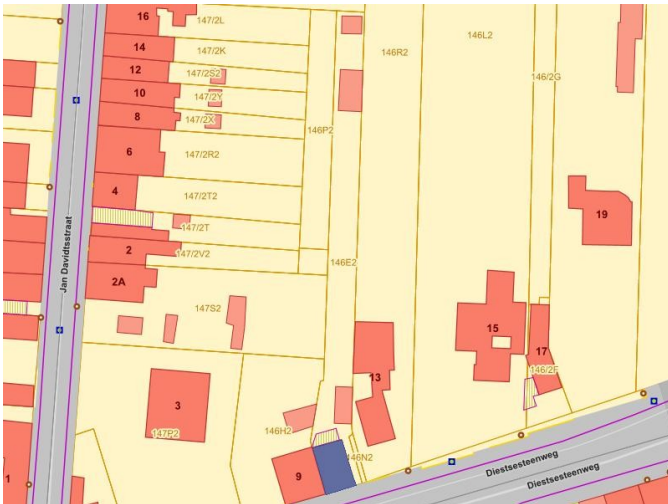 16
147/2L
14
147/2K
146R2
146L2
12
147/2S2
146/2G
10
147/2Y
8
147/2X
146P2
6
147/2R2
4
147/2T2
19
147/2T
2
147/2V2
146E2
Jan Davidtsstraat
2A
147S2
15
17
13
146/2F
3
147P2
146H2
146N2
9
1
Diestsesteenweg
Diestsesteenweg